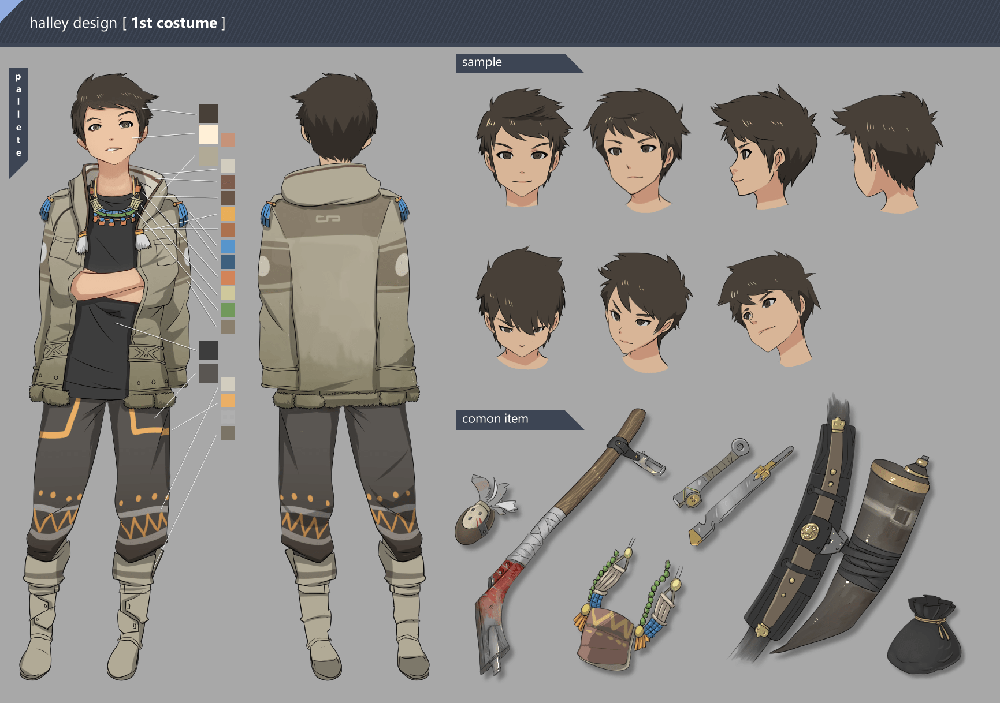 halley design [ 1st costume ]
pallete
sample
comon item